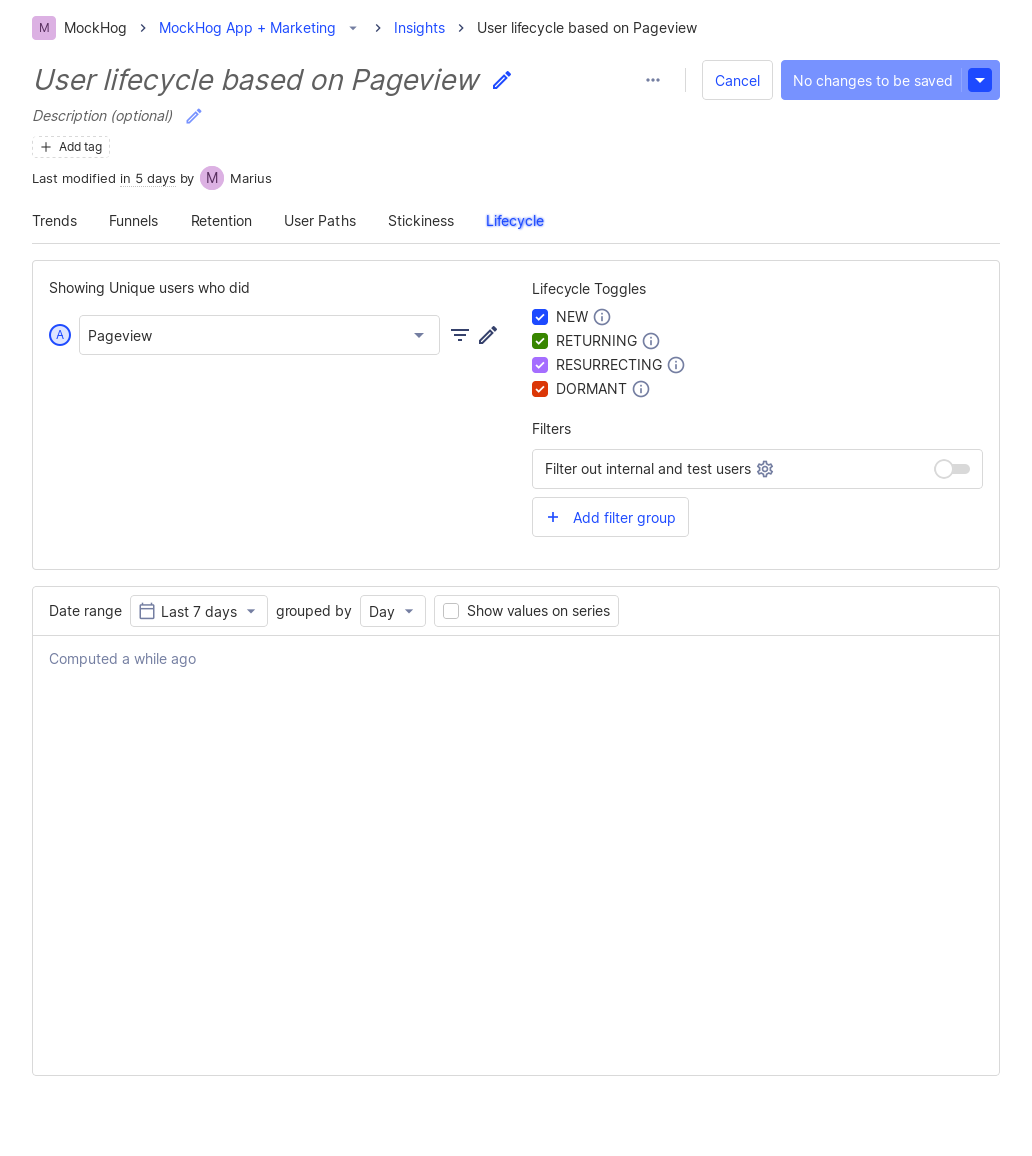 M MockHog MockHog App + Marketing Insights User lifecycle based on Pageview
User lifecycle based on Pageview
Cancel No changes to be saved
Description (optional)
Add tag
Last modified in 5 days by M Marius
Trends Funnels Retention User Paths Stickiness Lifecycle
Showing Unique users who did
A Pageview
Lifecycle Toggles
NEW
RETURNING
RESURRECTING
DORMANT
Filters
Filter out internal and test users
Add filter group
Date range Last 7 days grouped by Day Show values on series
Computed a while ago